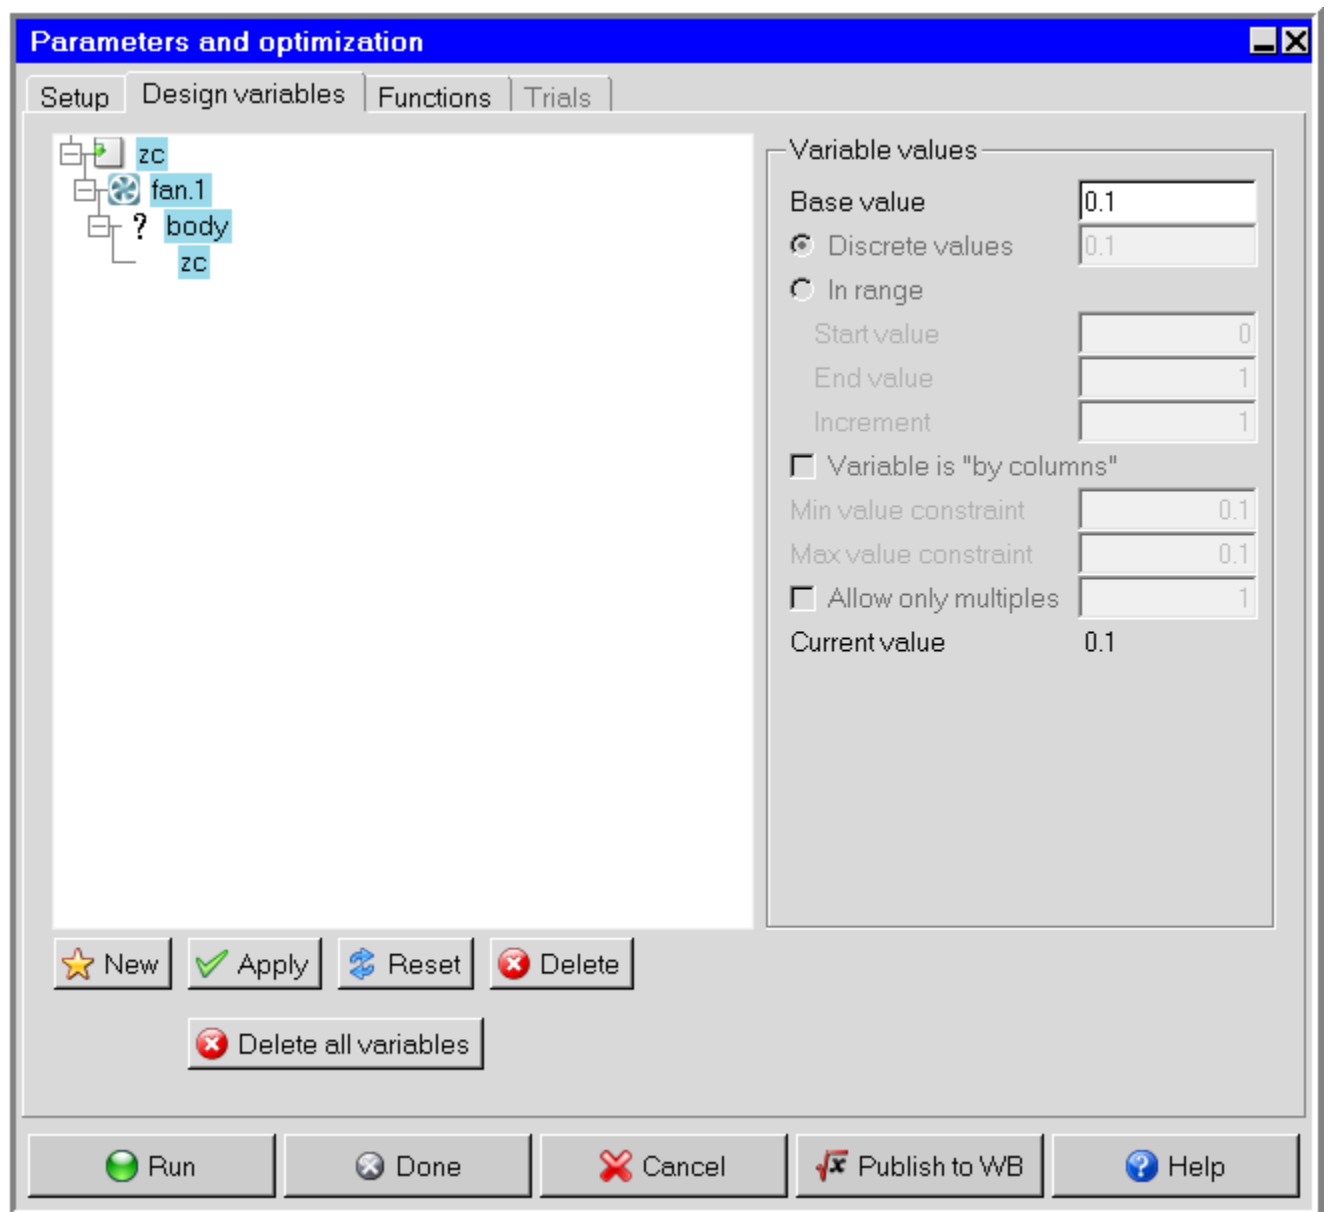 Parameters and optimization
Setup
Design variables
Functions
Trials
zc
fan.1
? body
zc
Variable values
Base value 0.1
Discrete values 0.1
In range
Start value 0
End value 1
Increment 1
Variable is "by columns"
Min value constraint 0.1
Max value constraint 0.1
Allow only multiples 1
Current value 0.1
New
Apply
Reset
Delete
Delete all variables
Run
Done
Cancel
√x Publish to WB
? Help